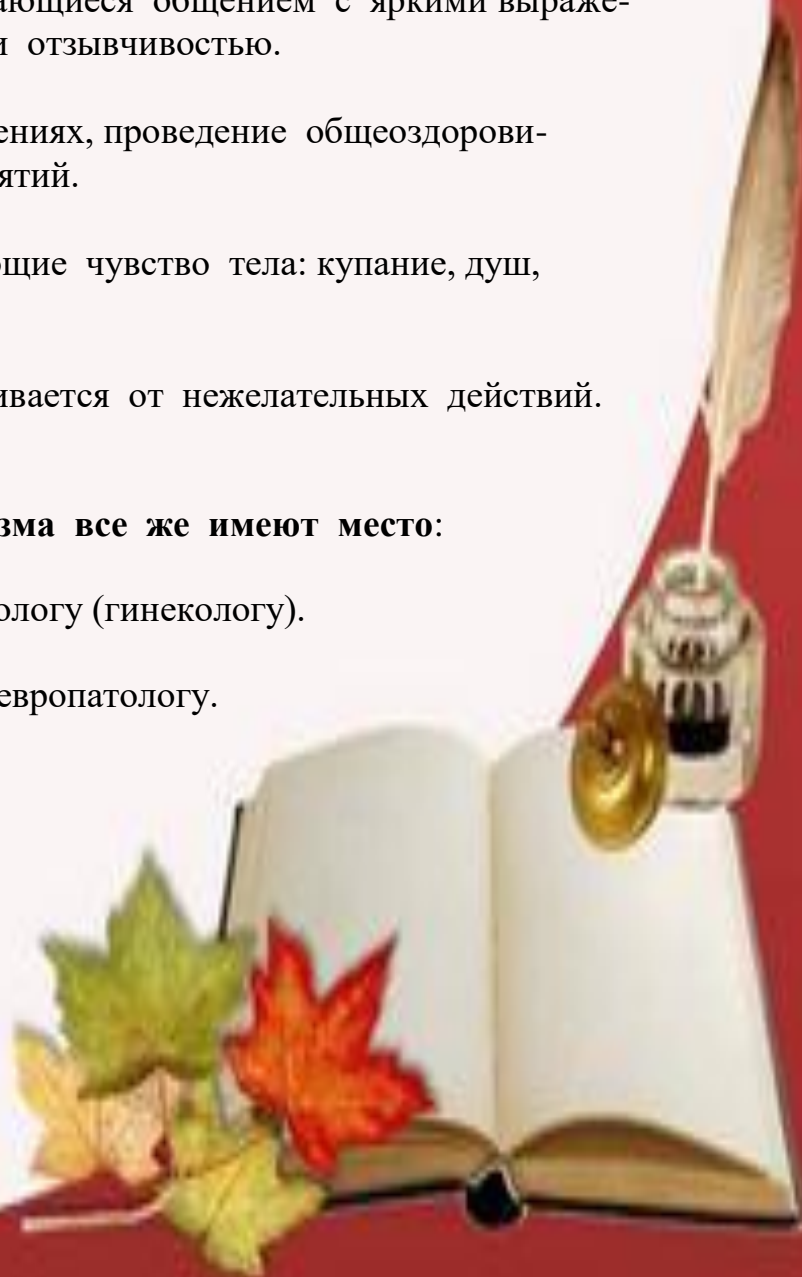 ающиеся общением с яркими выраже-
и отзывчивостью.
ениях, проведение общеоздорови-
ятий.
ющие чувство тела: купание, душ,
ивается от нежелательных действий.
зма все же имеют место:
ологу (гинекологу).
европатологу.